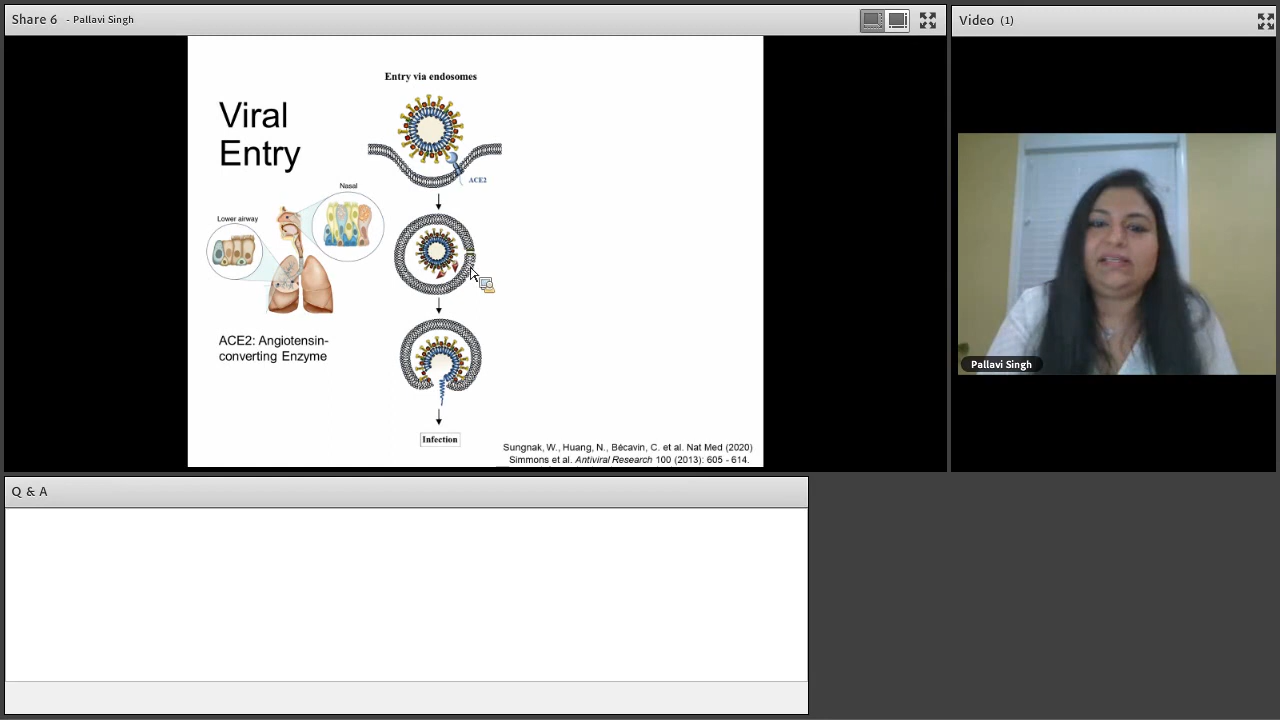 Share 6 - Pallavi Singh
Video (1)
Entry via endosomes
Viral
Entry
ACE2
Nasal
Lower airway
ACE2: Angiotensin-
converting Enzyme
Infection
Sungnak, W., Huang, N., Bécavin, C. et al. Nat Med (2020)
Simmons et al. Antiviral Research 100 (2013): 605 - 614.
Pallavi Singh
Q & A